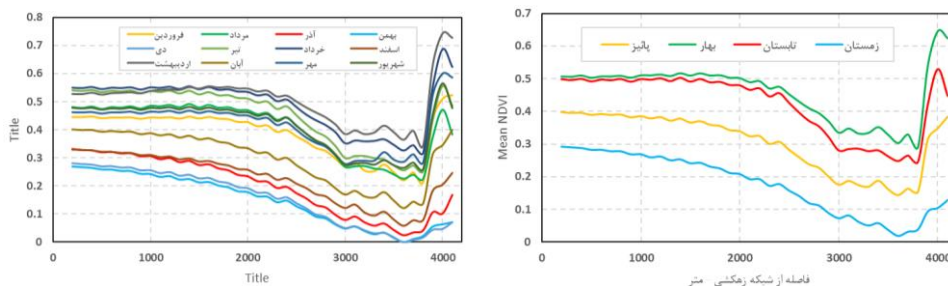 0.8
0.7
0.6
0.5
0.4
0.3
0.2
0.1
0
Title
فروردین مرداد آذر بهمن
دی تیر خرداد اسفند
اردیبهشت آبان مهر شهریور
0 1000 2000 3000 4000
Title
0.7
0.6
0.5
0.4
0.3
0.2
0.1
0
Mean NDVI
پائیز بهار تابستان زمستان
0 1000 2000 3000 4000
فاصله از شبکه زهکشی - متر